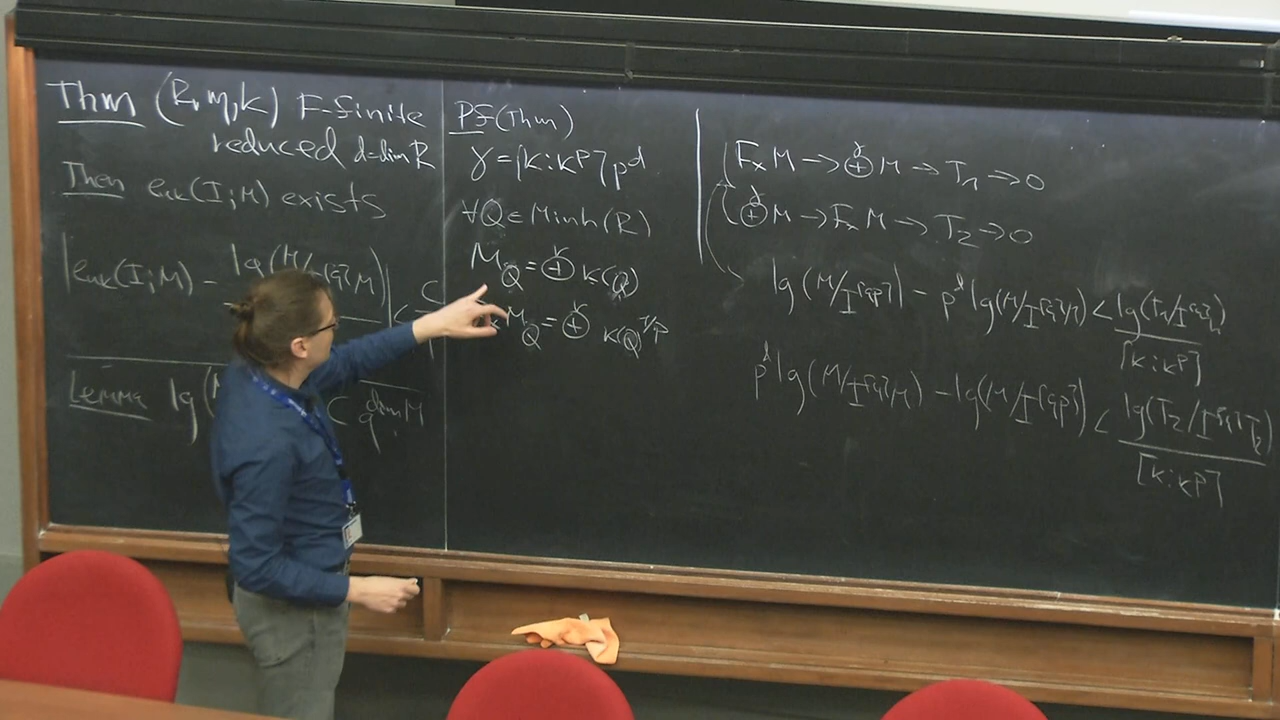 Thm (R, m, k) F-finite
reduced d=dim R
Then e_HK(I; M) exists
|e_HK(I; M) - lg(M/I^[q] M)| < C
Lemma lg( C q^dim M
Pf (Thm)
γ = [k : k^p] p^d
∀Q ∈ Minh(R)
M_Q = ⊕^γ κ(Q)
M_Q = ⊕^γ κ(Q)^1/p
F_* M → ⊕^γ M → T_1 → 0
⊕^γ M → F_* M → T_2 → 0
lg(M/I^[qp]) - p^d lg(M/I^[q] M) < lg(T_1/I^[q] T_1) / [k : k^p]
p^d lg(M/I^[q] M) - lg(M/I^[qp]) < lg(T_2/I^[q] T_2) / [k : k^p]